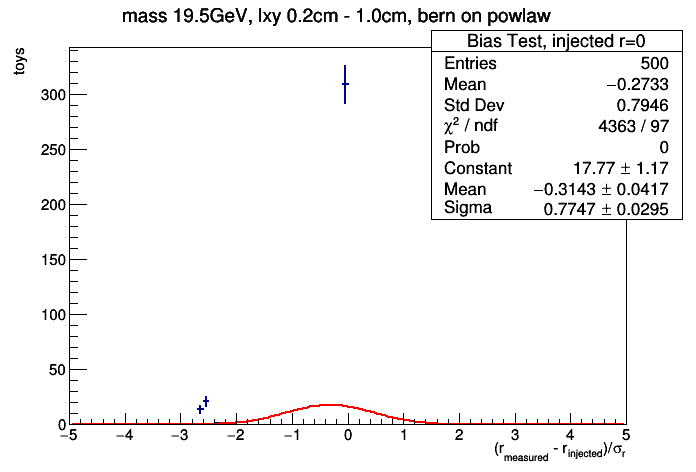 mass 19.5GeV, lxy 0.2cm - 1.0cm, bern on powlaw
Bias Test, injected r=0
Entries 500
Mean −0.2733
Std Dev 0.7946
χ² / ndf 4363 / 97
Prob 0
Constant 17.77 ± 1.17
Mean −0.3143 ± 0.0417
Sigma 0.7747 ± 0.0295
toys
300
250
200
150
100
50
0
−5 −4 −3 −2 −1 0 1 2 3 4 5
(r_measured - r_injected)/σ_r